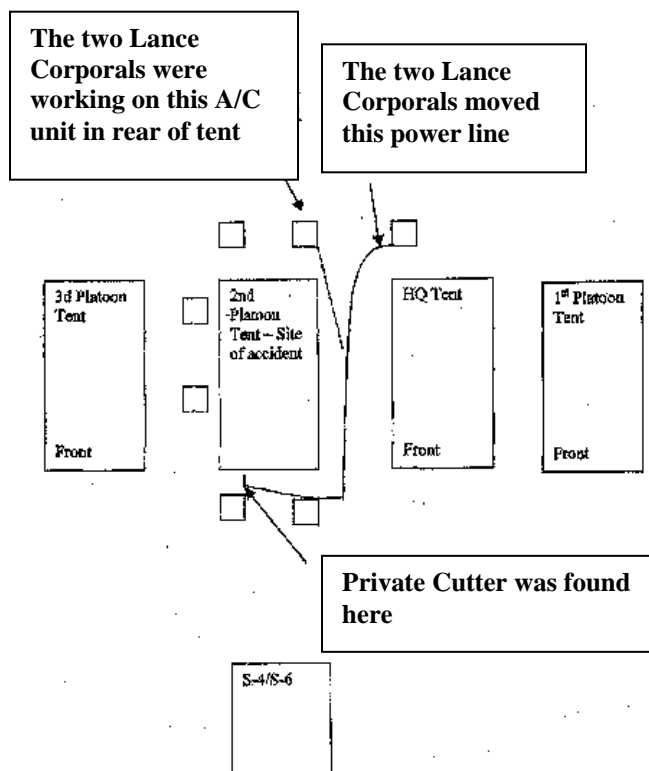 The two Lance
Corporals were
working on this A/C
unit in rear of tent
The two Lance
Corporals moved
this power line
3d Platoon
Tent
Front
2nd
Platoon
Tent – Site
of accident
HQ Tent
Front
1st Platoon
Tent
Front
Private Cutter was found
here
S-4/S-6